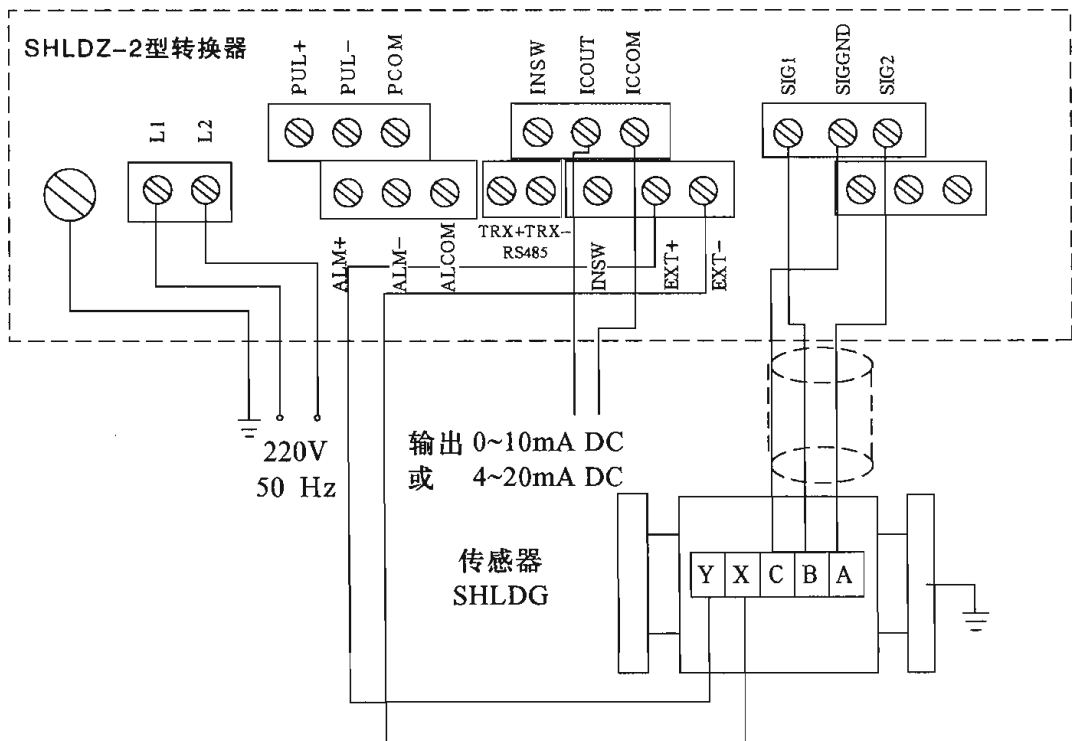 SHLDZ-2型转换器
L1
L2
PUL+
PUL-
PCOM
INSW
ICOUT
ICCOM
SIG1
SIGGND
SIG2
ALM+
ALM-
ALCOM
TRX+TRX-
RS485
INSW
EXT+
EXT-
220V
50 Hz
输出 0~10mA DC
或 4~20mA DC
传感器
SHLDG
Y X C B A